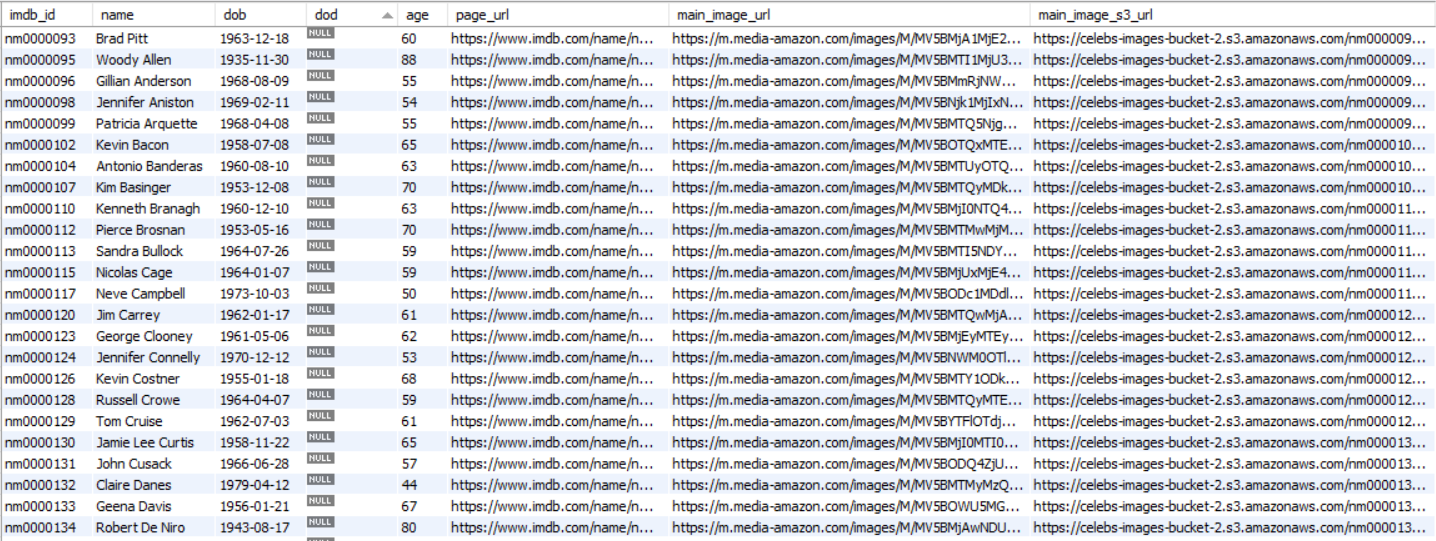 imdb_id name dob dod age page_url main_image_url main_image_s3_url
nm0000093 Brad Pitt 1963-12-18 NULL 60 https://www.imdb.com/name/n... https://m.media-amazon.com/images/M/MV5BMjA1MjE2... https://celebs-images-bucket-2.s3.amazonaws.com/nm000009...
nm0000095 Woody Allen 1935-11-30 NULL 88 https://www.imdb.com/name/n... https://m.media-amazon.com/images/M/MV5BMTI1MjU3... https://celebs-images-bucket-2.s3.amazonaws.com/nm000009...
nm0000096 Gillian Anderson 1968-08-09 NULL 55 https://www.imdb.com/name/n... https://m.media-amazon.com/images/M/MV5BMmRjNW... https://celebs-images-bucket-2.s3.amazonaws.com/nm000009...
nm0000098 Jennifer Aniston 1969-02-11 NULL 54 https://www.imdb.com/name/n... https://m.media-amazon.com/images/M/MV5BNjk1MjIxN... https://celebs-images-bucket-2.s3.amazonaws.com/nm000009...
nm0000099 Patricia Arquette 1968-04-08 NULL 55 https://www.imdb.com/name/n... https://m.media-amazon.com/images/M/MV5BMTQ5Njg... https://celebs-images-bucket-2.s3.amazonaws.com/nm000009...
nm0000102 Kevin Bacon 1958-07-08 NULL 65 https://www.imdb.com/name/n... https://m.media-amazon.com/images/M/MV5BOTQxMTE... https://celebs-images-bucket-2.s3.amazonaws.com/nm000010...
nm0000104 Antonio Banderas 1960-08-10 NULL 63 https://www.imdb.com/name/n... https://m.media-amazon.com/images/M/MV5BMTUyOTQ... https://celebs-images-bucket-2.s3.amazonaws.com/nm000010...
nm0000107 Kim Basinger 1953-12-08 NULL 70 https://www.imdb.com/name/n... https://m.media-amazon.com/images/M/MV5BMTQyMDk... https://celebs-images-bucket-2.s3.amazonaws.com/nm000010...
nm0000110 Kenneth Branagh 1960-12-10 NULL 63 https://www.imdb.com/name/n... https://m.media-amazon.com/images/M/MV5BMjI0NTQ4... https://celebs-images-bucket-2.s3.amazonaws.com/nm000011...
nm0000112 Pierce Brosnan 1953-05-16 NULL 70 https://www.imdb.com/name/n... https://m.media-amazon.com/images/M/MV5BMTMwMjM... https://celebs-images-bucket-2.s3.amazonaws.com/nm000011...
nm0000113 Sandra Bullock 1964-07-26 NULL 59 https://www.imdb.com/name/n... https://m.media-amazon.com/images/M/MV5BMTI5NDY... https://celebs-images-bucket-2.s3.amazonaws.com/nm000011...
nm0000115 Nicolas Cage 1964-01-07 NULL 59 https://www.imdb.com/name/n... https://m.media-amazon.com/images/M/MV5BMjUxMjE4... https://celebs-images-bucket-2.s3.amazonaws.com/nm000011...
nm0000117 Neve Campbell 1973-10-03 NULL 50 https://www.imdb.com/name/n... https://m.media-amazon.com/images/M/MV5BODc1MDdl... https://celebs-images-bucket-2.s3.amazonaws.com/nm000011...
nm0000120 Jim Carrey 1962-01-17 NULL 61 https://www.imdb.com/name/n... https://m.media-amazon.com/images/M/MV5BMTQwMjA... https://celebs-images-bucket-2.s3.amazonaws.com/nm000012...
nm0000123 George Clooney 1961-05-06 NULL 62 https://www.imdb.com/name/n... https://m.media-amazon.com/images/M/MV5BMjEyMTEy... https://celebs-images-bucket-2.s3.amazonaws.com/nm000012...
nm0000124 Jennifer Connelly 1970-12-12 NULL 53 https://www.imdb.com/name/n... https://m.media-amazon.com/images/M/MV5BNWM0OTl... https://celebs-images-bucket-2.s3.amazonaws.com/nm000012...
nm0000126 Kevin Costner 1955-01-18 NULL 68 https://www.imdb.com/name/n... https://m.media-amazon.com/images/M/MV5BMTY1ODk... https://celebs-images-bucket-2.s3.amazonaws.com/nm000012...
nm0000128 Russell Crowe 1964-04-07 NULL 59 https://www.imdb.com/name/n... https://m.media-amazon.com/images/M/MV5BMTQyMTE... https://celebs-images-bucket-2.s3.amazonaws.com/nm000012...
nm0000129 Tom Cruise 1962-07-03 NULL 61 https://www.imdb.com/name/n... https://m.media-amazon.com/images/M/MV5BYTFlOTdj... https://celebs-images-bucket-2.s3.amazonaws.com/nm000012...
nm0000130 Jamie Lee Curtis 1958-11-22 NULL 65 https://www.imdb.com/name/n... https://m.media-amazon.com/images/M/MV5BMjI0MTI0... https://celebs-images-bucket-2.s3.amazonaws.com/nm000013...
nm0000131 John Cusack 1966-06-28 NULL 57 https://www.imdb.com/name/n... https://m.media-amazon.com/images/M/MV5BODQ4ZjU... https://celebs-images-bucket-2.s3.amazonaws.com/nm000013...
nm0000132 Claire Danes 1979-04-12 NULL 44 https://www.imdb.com/name/n... https://m.media-amazon.com/images/M/MV5BMTMyMzQ... https://celebs-images-bucket-2.s3.amazonaws.com/nm000013...
nm0000133 Geena Davis 1956-01-21 NULL 67 https://www.imdb.com/name/n... https://m.media-amazon.com/images/M/MV5BOWU5MG... https://celebs-images-bucket-2.s3.amazonaws.com/nm000013...
nm0000134 Robert De Niro 1943-08-17 NULL 80 https://www.imdb.com/name/n... https://m.media-amazon.com/images/M/MV5BMjAwNDU... https://celebs-images-bucket-2.s3.amazonaws.com/nm000013...